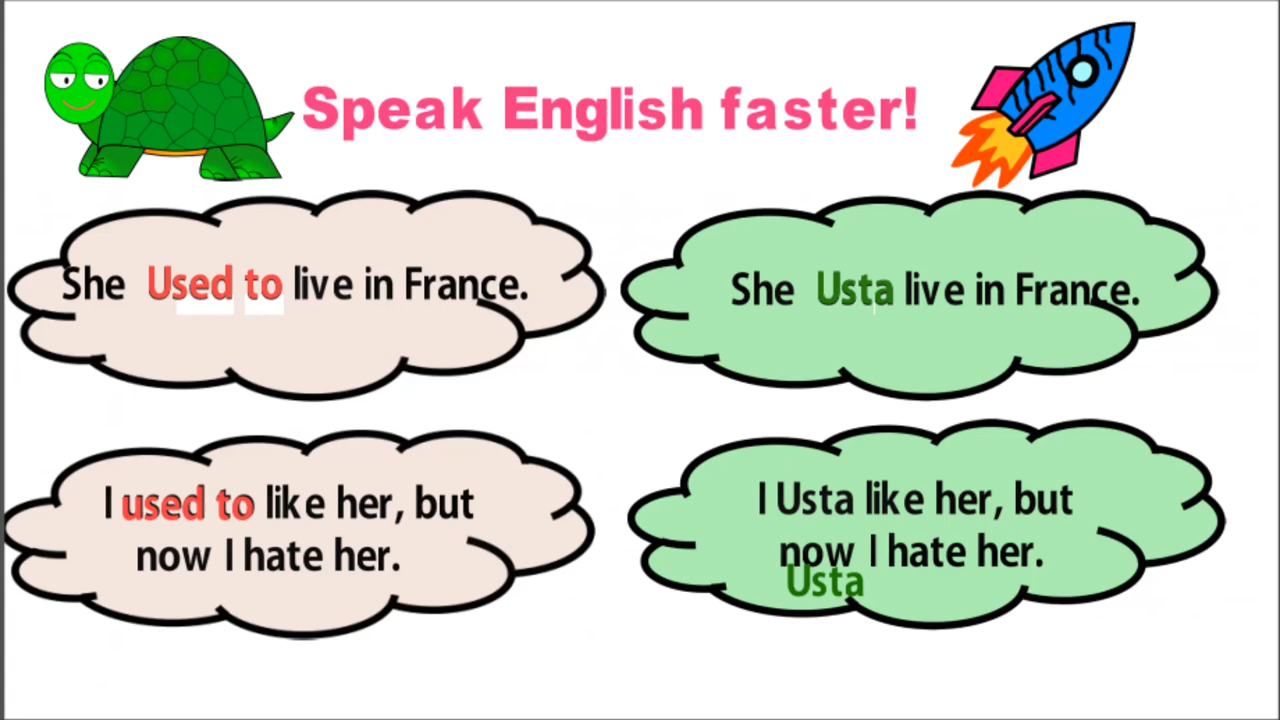 Speak English faster!
She Used to live in France.
She Usta live in France.
I used to like her, but
now I hate her.
I Usta like her, but
now I hate her.
Usta